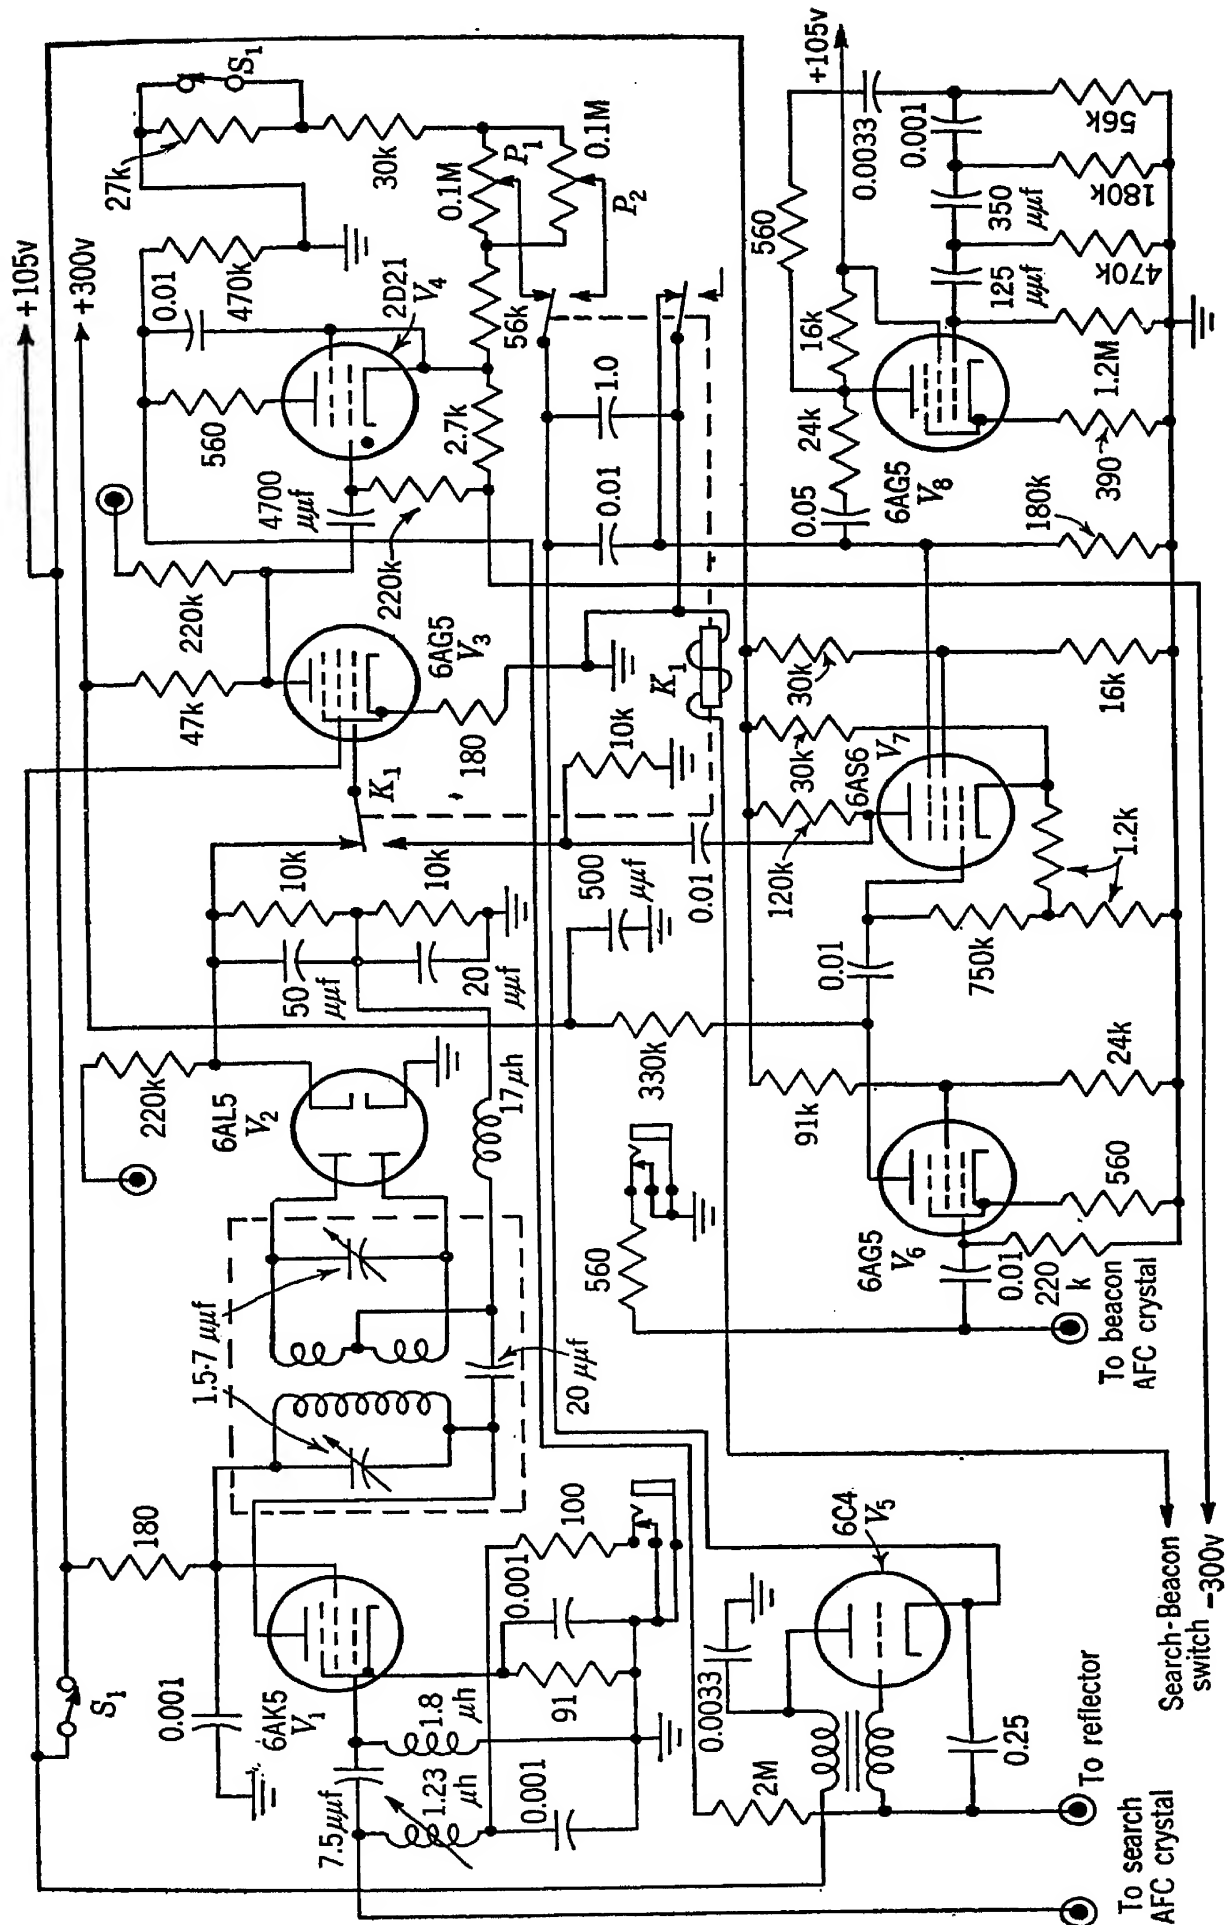 +105v
+300v
S₁
27k
0.01
470k
30k
0.1M
P₁
0.1M
P₂
2D21
V₄
560
56k
2.7k
4700
μμf
220k
220k
47k
6AG5
V₃
180
K₁
10k
10k
50
μμf
20
μμf
220k
6AL5
V₂
17 μh
1.5-7 μμf
20 μμf
180
S₁
0.001
6AK5
V₁
100
0.001
91
1.8
μh
1.23
μh
7.5 μμf
0.001
+105v
0.0033
0.001
56k
560
180k
350
μμf
470k
125
μμf
16k
1.2M
24k
390
6AG5
V₈
0.05
180k
1.0
0.01
K₁
10k
30k
16k
30k
6AS6
V₇
120k
0.01
500
μμf
1.2k
750k
0.01
330k
24k
91k
560
560
6AG5
V₆
0.01
220
k
To beacon
AFC crystal
6C4
V₅
0.0033
2M
0.25
Search-Beacon
switch
-300v
To reflector
To search
AFC crystal